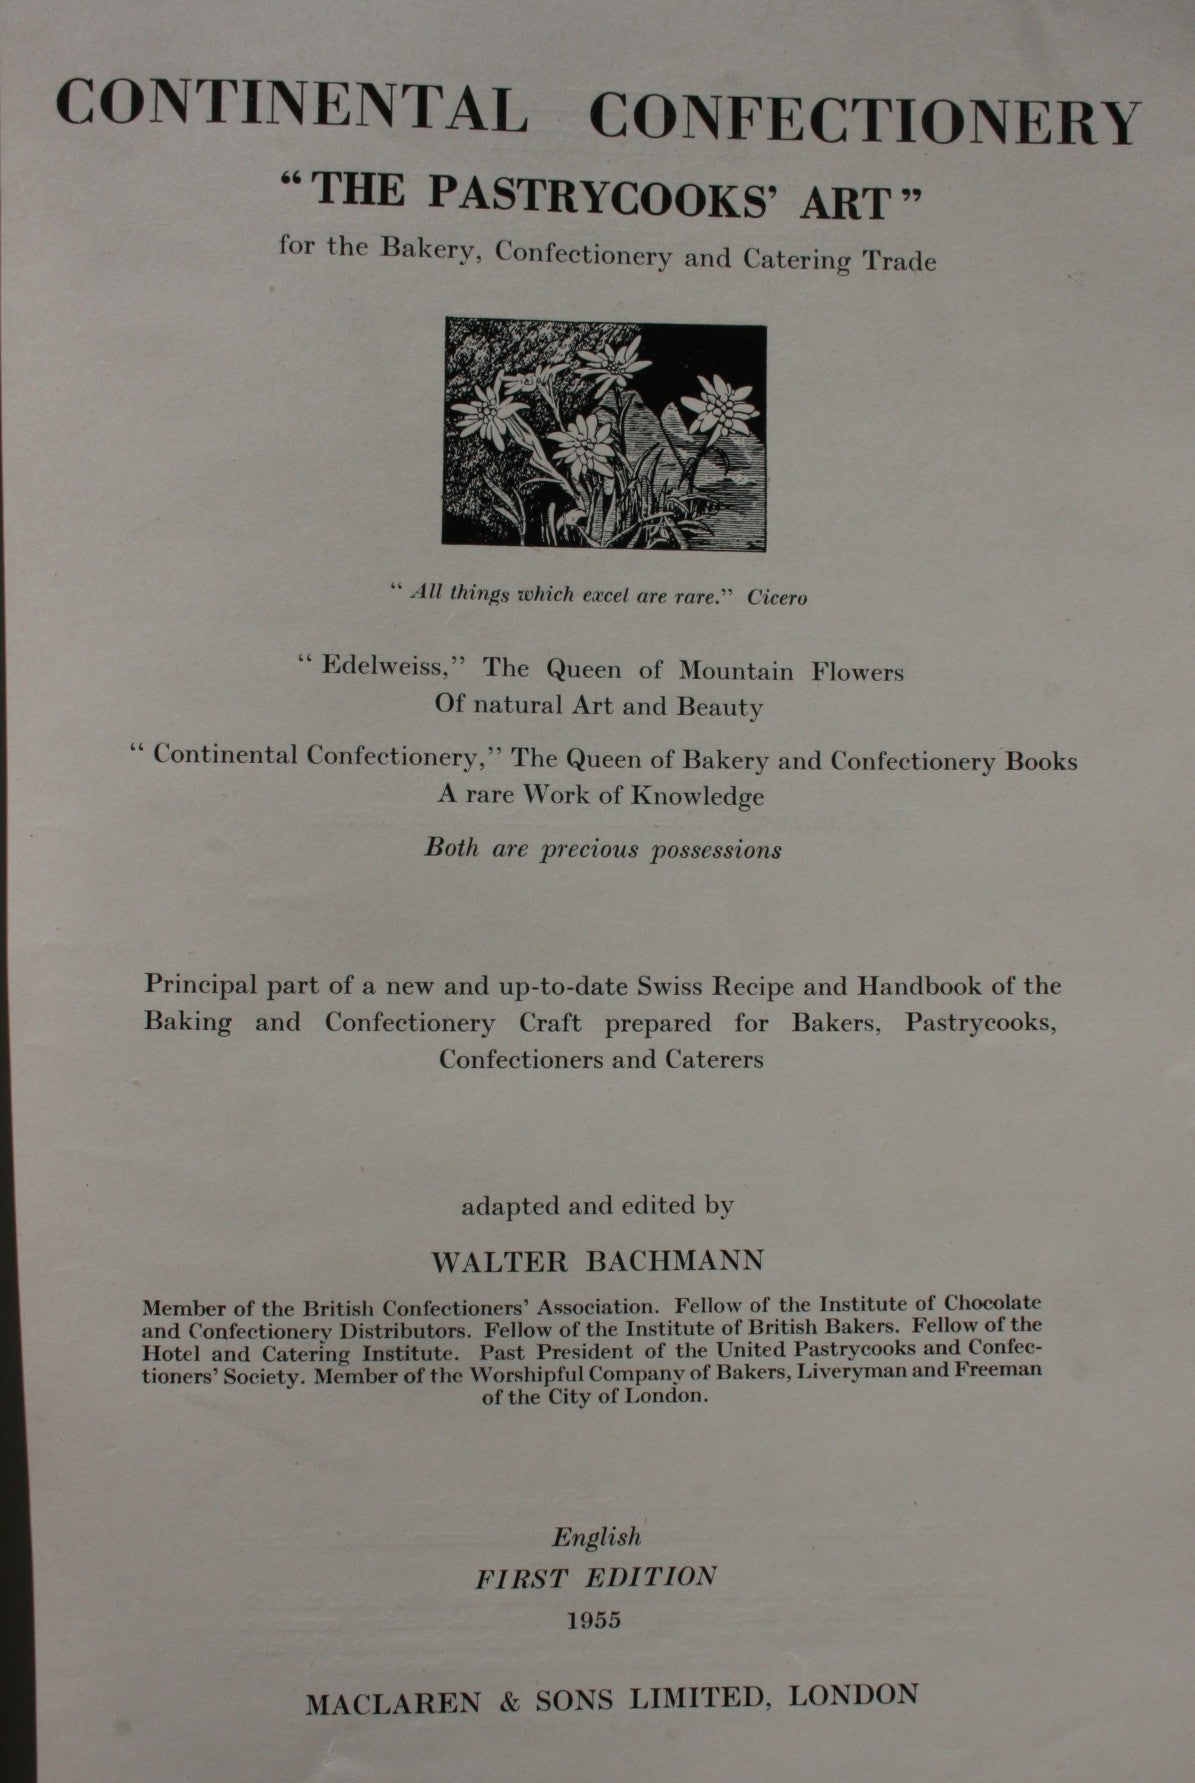 CONTINENTAL CONFECTIONERY
“THE PASTRYCOOKS’ ART”
for the Bakery, Confectionery and Catering Trade
“ All things which excel are rare.” Cicero
“ Edelweiss,” The Queen of Mountain Flowers
Of natural Art and Beauty
“ Continental Confectionery,” The Queen of Bakery and Confectionery Books
A rare Work of Knowledge
Both are precious possessions
Principal part of a new and up-to-date Swiss Recipe and Handbook of the
Baking and Confectionery Craft prepared for Bakers, Pastrycooks,
Confectioners and Caterers
adapted and edited by
WALTER BACHMANN
Member of the British Confectioners’ Association. Fellow of the Institute of Chocolate
and Confectionery Distributors. Fellow of the Institute of British Bakers. Fellow of the
Hotel and Catering Institute. Past President of the United Pastrycooks and Confec-
tioners’ Society. Member of the Worshipful Company of Bakers, Liveryman and Freeman
of the City of London.
English
FIRST EDITION
1955
MACLAREN & SONS LIMITED, LONDON